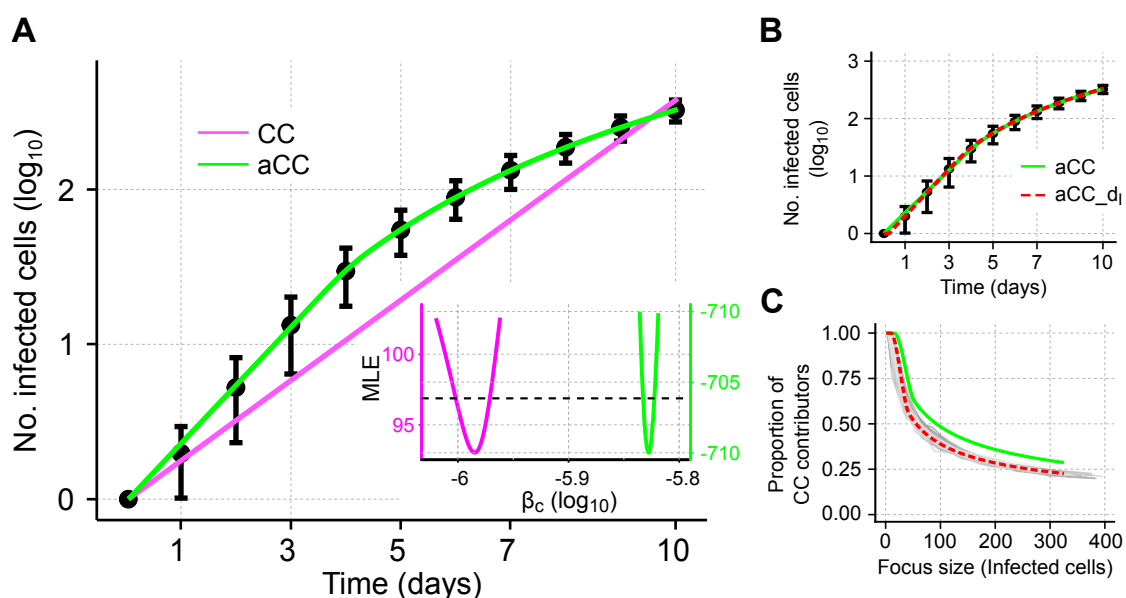 A
No. infected cells (log10)
2
1
0
CC
aCC
MLE
100
95
-710
-705
-710
-6
-5.9
-5.8
βc (log10)
1
3
5
7
10
Time (days)
B
No. infected cells
(log10)
3
2
1
0
aCC
aCC_dI
1
3
5
7
10
Time (days)
C
Proportion of
CC contributors
1.00
0.75
0.50
0.25
0.00
0
100
200
300
400
Focus size (Infected cells)